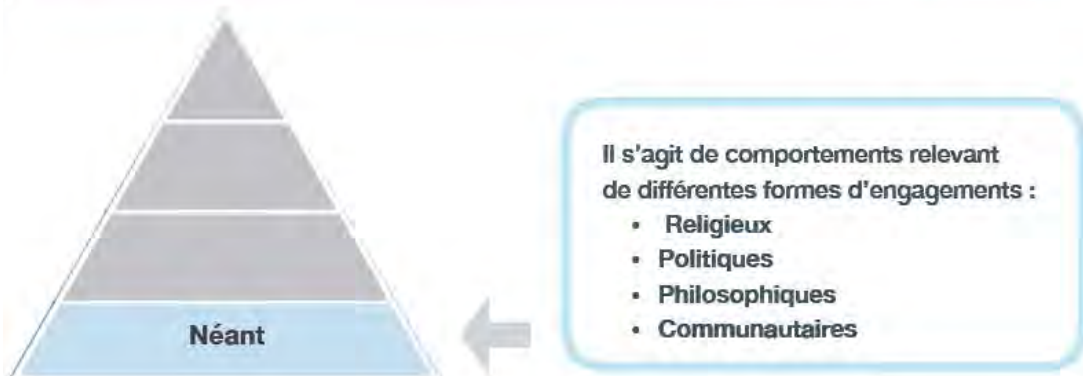 Néant
Il s'agit de comportements relevant
de différentes formes d'engagements :
• Religieux
• Politiques
• Philosophiques
• Communautaires